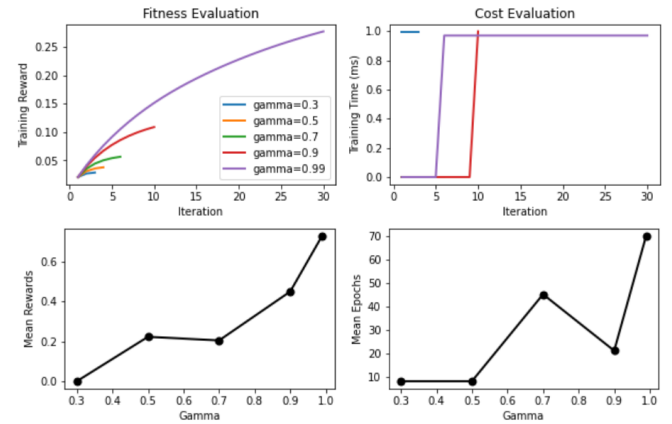 Fitness Evaluation
Training Reward
0.25
0.20
0.15
0.10
0.05
gamma=0.3
gamma=0.5
gamma=0.7
gamma=0.9
gamma=0.99
0 5 10 15 20 25 30
Iteration
Cost Evaluation
Training Time (ms)
1.0
0.8
0.6
0.4
0.2
0.0
0 5 10 15 20 25 30
Iteration
Mean Rewards
0.6
0.4
0.2
0.0
0.3 0.4 0.5 0.6 0.7 0.8 0.9 1.0
Gamma
Mean Epochs
70
60
50
40
30
20
10
0.3 0.4 0.5 0.6 0.7 0.8 0.9 1.0
Gamma